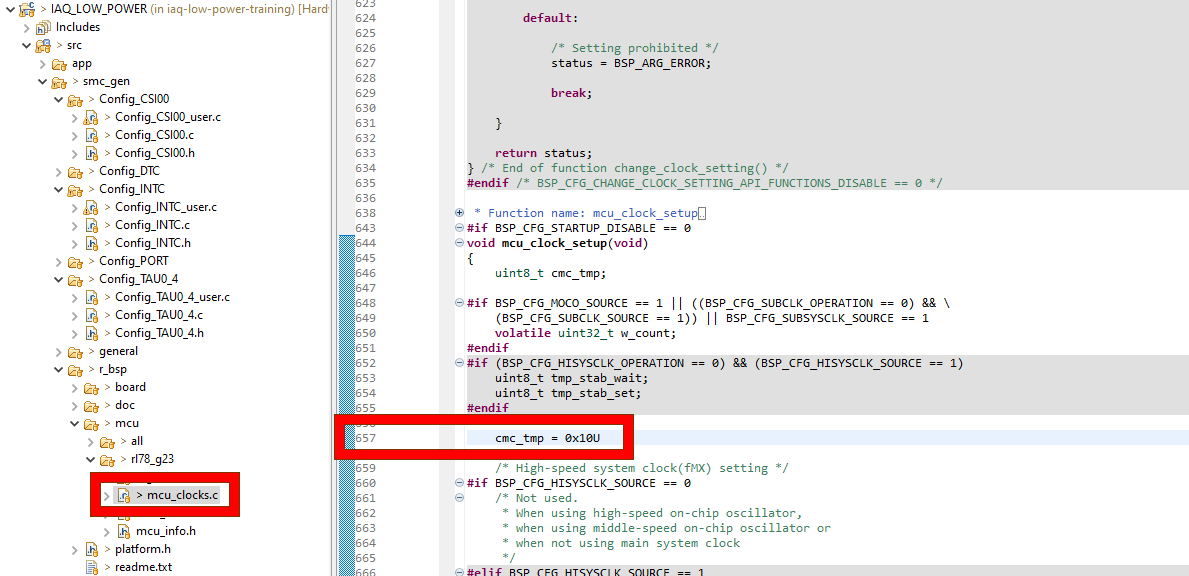 IAQ_LOW_POWER (in iaq-low-power-training) [Hard
Includes
src
app
smc_gen
Config_CSI00
Config_CSI00_user.c
Config_CSI00.c
Config_CSI00.h
Config_DTC
Config_INTC
Config_INTC_user.c
Config_INTC.c
Config_INTC.h
Config_PORT
Config_TAU0_4
Config_TAU0_4_user.c
Config_TAU0_4.c
Config_TAU0_4.h
general
r_bsp
board
doc
mcu
all
rl78_g23
mcu_clocks.c
mcu_info.h
platform.h
readme.txt
623
624 default:
625
626 /* Setting prohibited */
627 status = BSP_ARG_ERROR;
628
629 break;
630
631 }
632
633 return status;
634 } /* End of function change_clock_setting() */
635 #endif /* BSP_CFG_CHANGE_CLOCK_SETTING_API_FUNCTIONS_DISABLE == 0 */
636
638 * Function name: mcu_clock_setup
643 #if BSP_CFG_STARTUP_DISABLE == 0
644 void mcu_clock_setup(void)
645 {
646 uint8_t cmc_tmp;
647
648 #if BSP_CFG_MOCO_SOURCE == 1 || ((BSP_CFG_SUBCLK_OPERATION == 0) && \
649 (BSP_CFG_SUBCLK_SOURCE == 1)) || BSP_CFG_SUBSYSCLK_SOURCE == 1
650 volatile uint32_t w_count;
651 #endif
652 #if (BSP_CFG_HISYSCLK_OPERATION == 0) && (BSP_CFG_HISYSCLK_SOURCE == 1)
653 uint8_t tmp_stab_wait;
654 uint8_t tmp_stab_set;
655 #endif
657 cmc_tmp = 0x10U
659 /* High-speed system clock(fMX) setting */
660 #if BSP_CFG_HISYSCLK_SOURCE == 0
661 /* Not used.
662 * When using high-speed on-chip oscillator,
663 * when using middle-speed on-chip oscillator or
664 * when not using main system clock
665 */
666 #elif BSP_CFG_HISYSCLK_SOURCE == 1